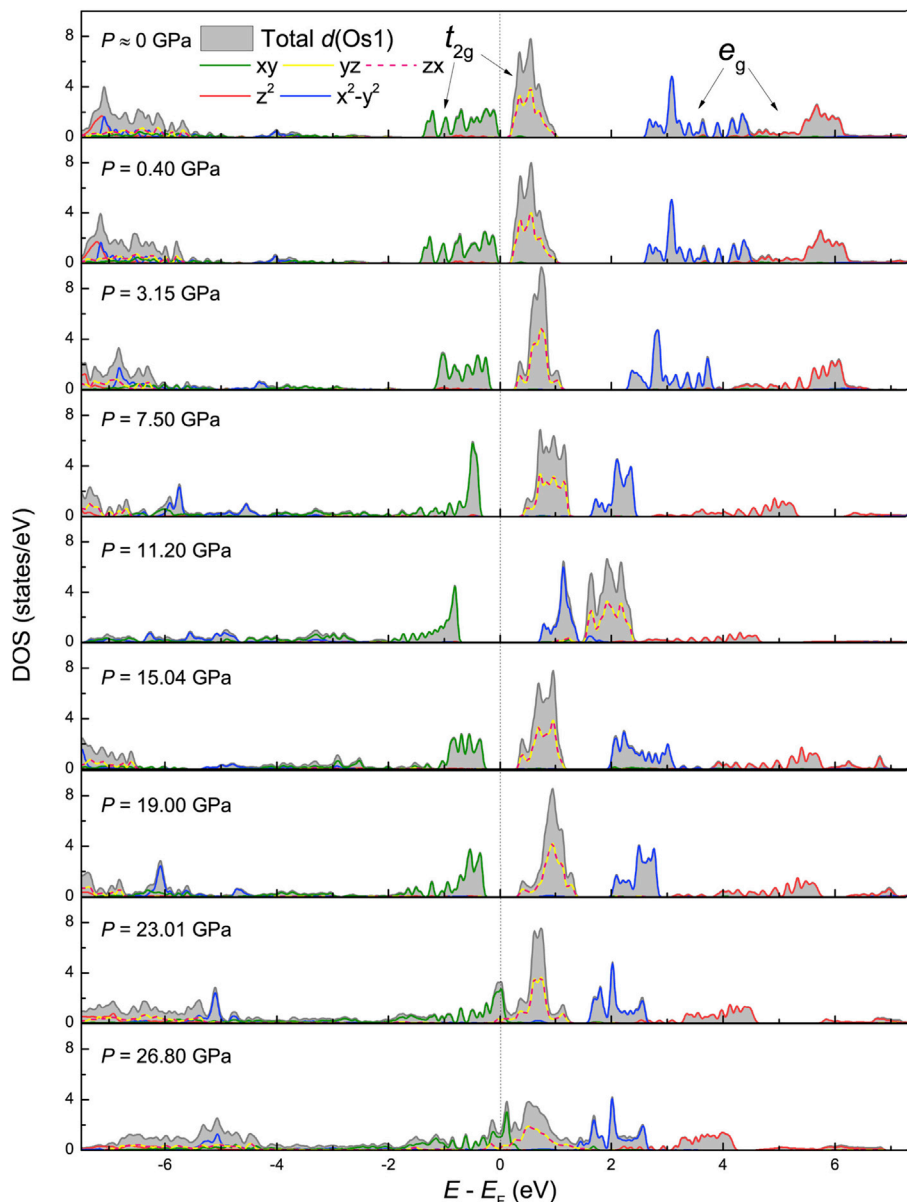 P ≈ 0 GPa
Total d(Os1)
xy yz zx
z² x²-y²
t₂g
e_g
8
4
0
P = 0.40 GPa
8
4
0
P = 3.15 GPa
8
4
0
P = 7.50 GPa
8
4
0
P = 11.20 GPa
8
4
0
P = 15.04 GPa
8
4
0
P = 19.00 GPa
8
4
0
P = 23.01 GPa
8
4
0
P = 26.80 GPa
8
4
0
DOS (states/eV)
-6 -4 -2 0 2 4 6
E - E_F (eV)